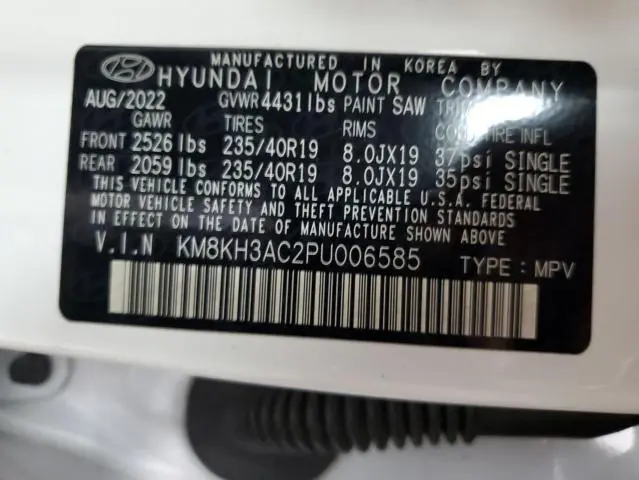 MANUFACTURED IN KOREA BY
HYUNDAI MOTOR COMPANY
AUG/2022 GVWR 4431 lbs PAINT SAW
GAWR TIRES RIMS COLD TIRE INFL
FRONT 2526 lbs 235/40R19 8.0JX19 37psi SINGLE
REAR 2059 lbs 235/40R19 8.0JX19 35psi SINGLE
THIS VEHICLE CONFORMS TO ALL APPLICABLE U.S.A. FEDERAL
MOTOR VEHICLE SAFETY AND THEFT PREVENTION STANDARDS
IN EFFECT ON THE DATE OF MANUFACTURE SHOWN ABOVE
V.I.N KM8KH3AC2PU006585 TYPE : MPV